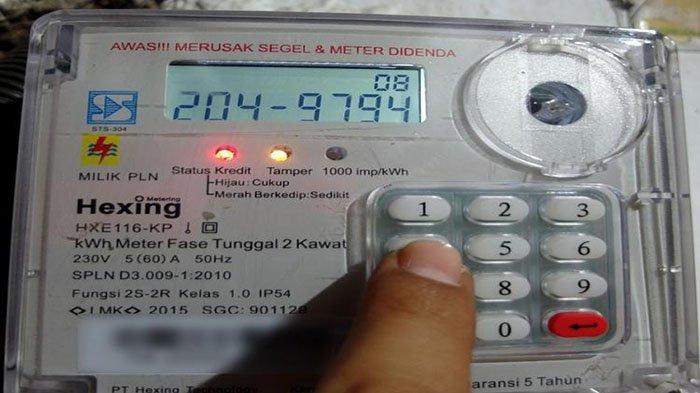 AWAS!!! MERUSAK SEGEL & METER DIDENDA
08
204-9794
STS-304
MILIK PLN
Status Kredit Tamper 1000 imp/kWh
Hijau: Cukup
Merah Berkedip:Sedikit
Metering
Hexing
HXE116-KP
kWh Meter Fase Tunggal 2 Kawat
230V 5(60)A 50Hz
SPLN D3.009-1:2010
Fungsi 2S-2R Kelas 1.0 IP54
LMK 2015 SGC: 901129
1 2 3
5 6
8 9
0
PT Hexing Technology
aransi 5 Tahun